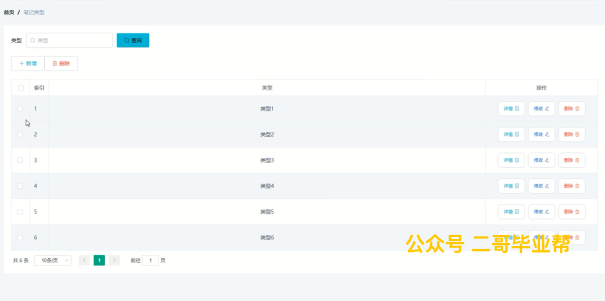 首页 / 笔记类型
类型 类型 查询
+ 新增 删除
索引 类型 操作
1 类型1 详情 修改 删除
2 类型2 详情 修改 删除
3 类型3 详情 修改 删除
4 类型4 详情 修改 删除
5 类型5 详情 修改 删除
6 类型6 详情 修改 删除
公众号 二哥毕业帮
共 6 条 10条/页 < 1 > 前往 1 页